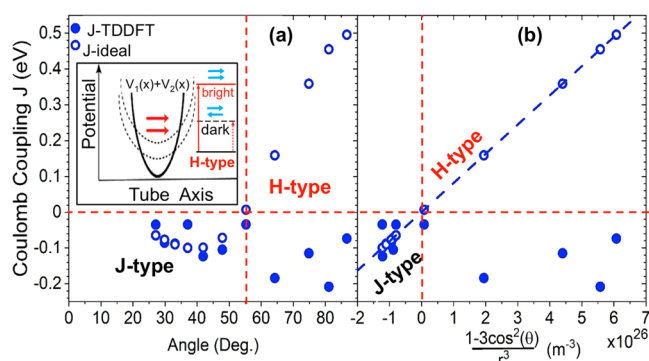 J-TDDFT
J-ideal
(a)
(b)
Coulomb Coupling J (eV)
0.5
0.4
0.3
0.2
0.1
0
-0.1
-0.2
V₁(x)+V₂(x)
Potential
bright
dark
H-type
Tube Axis
H-type
J-type
H-type
J-type
0 10 20 30 40 50 60 70 80 90
-2 -1 0 1 2 3 4 5 6 7
Angle (Deg.)
1-3cos²(θ)
r³
(m⁻³)
×10²⁶